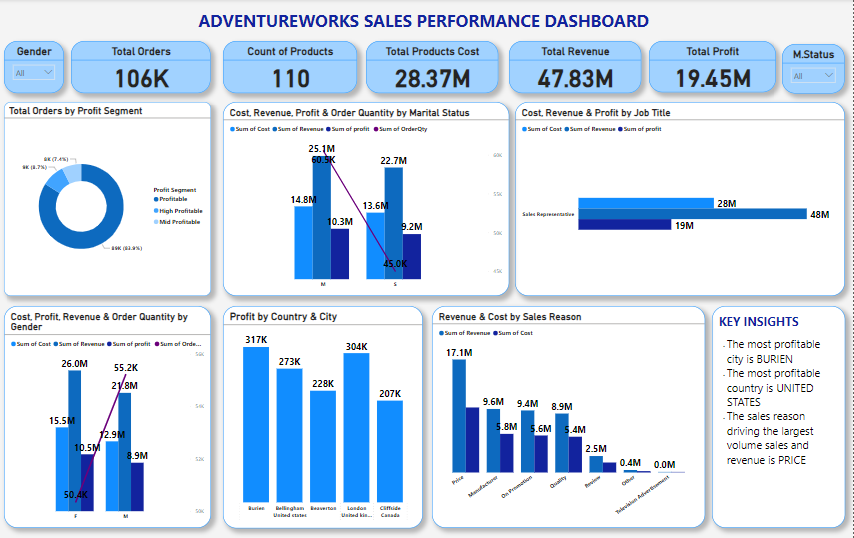 ADVENTUREWORKS SALES PERFORMANCE DASHBOARD
Gender
All
Total Orders
106K
Count of Products
110
Total Products Cost
28.37M
Total Revenue
47.83M
Total Profit
19.45M
M.Status
All
Total Orders by Profit Segment
8K (7.4%)
9K (8.7%)
89K (83.9%)
Profit Segment
Profitable
High Profitable
Mid Profitable
Cost, Revenue, Profit & Order Quantity by Marital Status
Sum of Cost Sum of Revenue Sum of profit Sum of OrderQty
25.1M
60.5K
22.7M
14.8M
13.6M
10.3M
9.2M
45.0K
60K
55K
50K
45K
M
S
Cost, Revenue & Profit by Job Title
Sum of Cost Sum of Revenue Sum of profit
Sales Representative
28M
48M
19M
Cost, Profit, Revenue & Order Quantity by
Gender
Sum of Cost Sum of Revenue Sum of profit Sum of Orde...
26.0M
55.2K
21.8M
15.5M
12.9M
10.5M
8.9M
50.4K
56K
54K
52K
50K
F
M
Profit by Country & City
317K
273K
228K
304K
207K
Burien
Bellingham
Beaverton
London
Cliffside
United states
United kin...
Canada
Revenue & Cost by Sales Reason
Sum of Revenue Sum of Cost
17.1M
9.6M
5.8M
9.4M
5.6M
8.9M
5.4M
2.5M
0.4M
0.0M
Price
Manufacturer
On Promotion
Quality
Review
Other
Television Advertisement
KEY INSIGHTS
. The most profitable
city is BURIEN
. The most profitable
country is UNITED
STATES
. The sales reason
driving the largest
volume sales and
revenue is PRICE